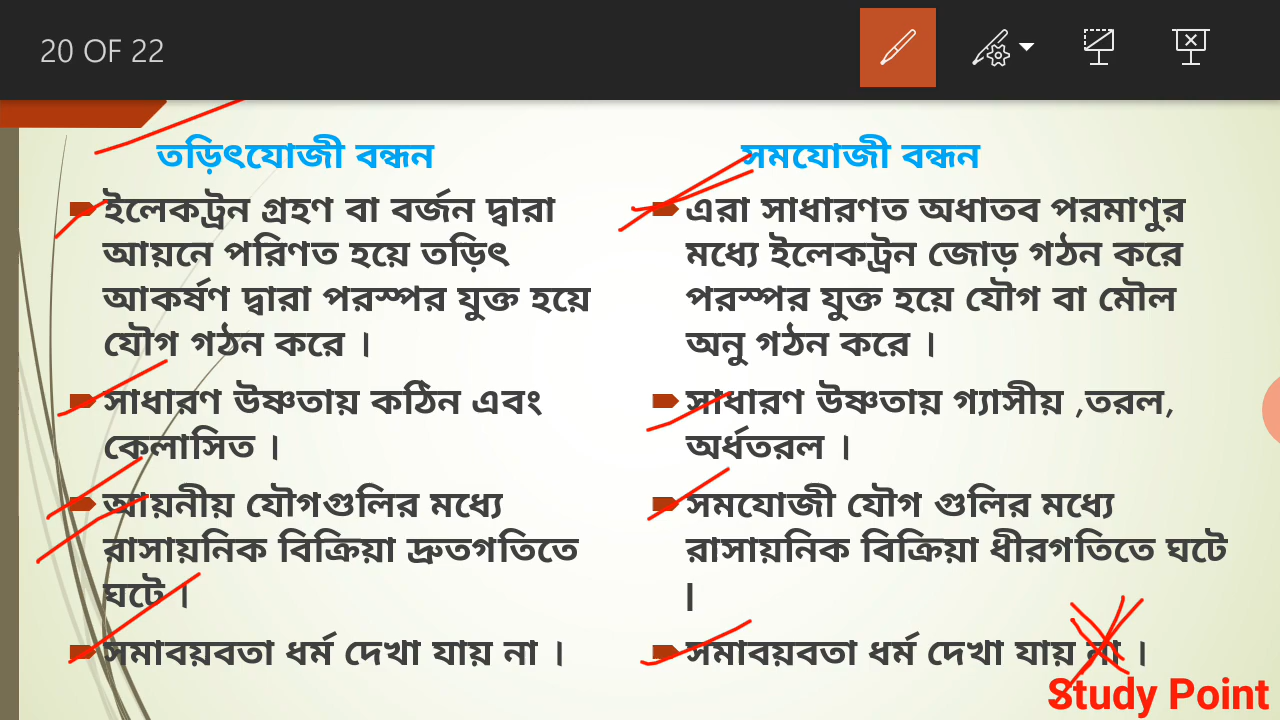 20 OF 22
তড়িৎযোজী বন্ধন
ইলেকট্রন গ্রহণ বা বর্জন দ্বারা
আয়নে পরিণত হয়ে তড়িৎ
আকর্ষণ দ্বারা পরস্পর যুক্ত হয়ে
যৌগ গঠন করে ।
সাধারণ উষ্ণতায় কঠিন এবং
কেলাসিত ।
আয়নীয় যৌগগুলির মধ্যে
রাসায়নিক বিক্রিয়া দ্রুতগতিতে
ঘটে ।
সমাবয়বতা ধর্ম দেখা যায় না ।
সমযোজী বন্ধন
এরা সাধারণত অধাতব পরমাণুর
মধ্যে ইলেকট্রন জোড় গঠন করে
পরস্পর যুক্ত হয়ে যৌগ বা মৌল
অনু গঠন করে ।
সাধারণ উষ্ণতায় গ্যাসীয় ,তরল,
অর্ধতরল ।
সমযোজী যৌগ গুলির মধ্যে
রাসায়নিক বিক্রিয়া ধীরগতিতে ঘটে
।
সমাবয়বতা ধর্ম দেখা যায় না ।
Study Point